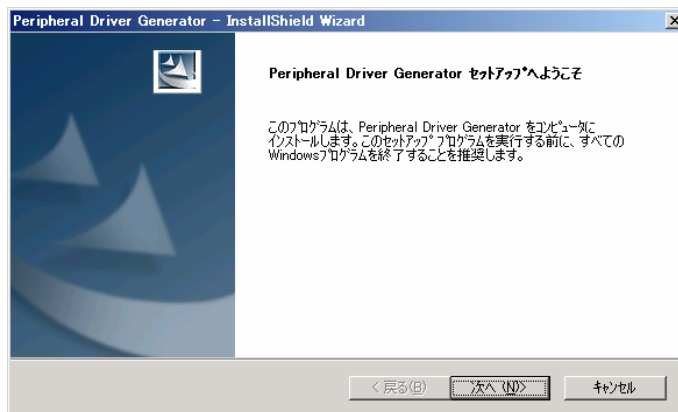 Peripheral Driver Generator - InstallShield Wizard
Peripheral Driver Generator ｾｯﾄｱｯﾌﾟへようこそ
このﾌﾟﾛｸﾞﾗﾑは、Peripheral Driver Generator をｺﾝﾋﾟｭｰﾀに
ｲﾝｽﾄｰﾙします。このｾｯﾄｱｯﾌﾟ ﾌﾟﾛｸﾞﾗﾑを実行する前に、すべての
Windowsﾌﾟﾛｸﾞﾗﾑを終了することを推奨します。
< 戻る(B)
次へ (N)>
ｷｬﾝｾﾙ